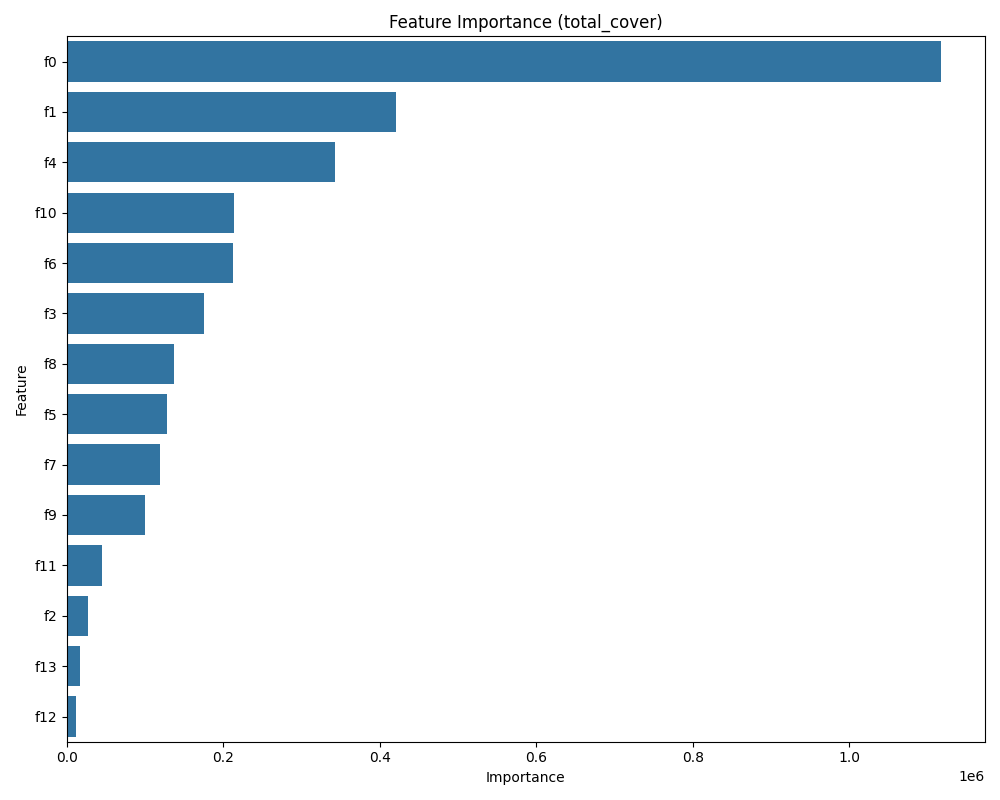 Feature Importance (total_cover)
f0
f1
f4
f10
f6
f3
f8
f5
f7
f9
f11
f2
f13
f12
Feature
0.0 0.2 0.4 0.6 0.8 1.0
1e6
Importance